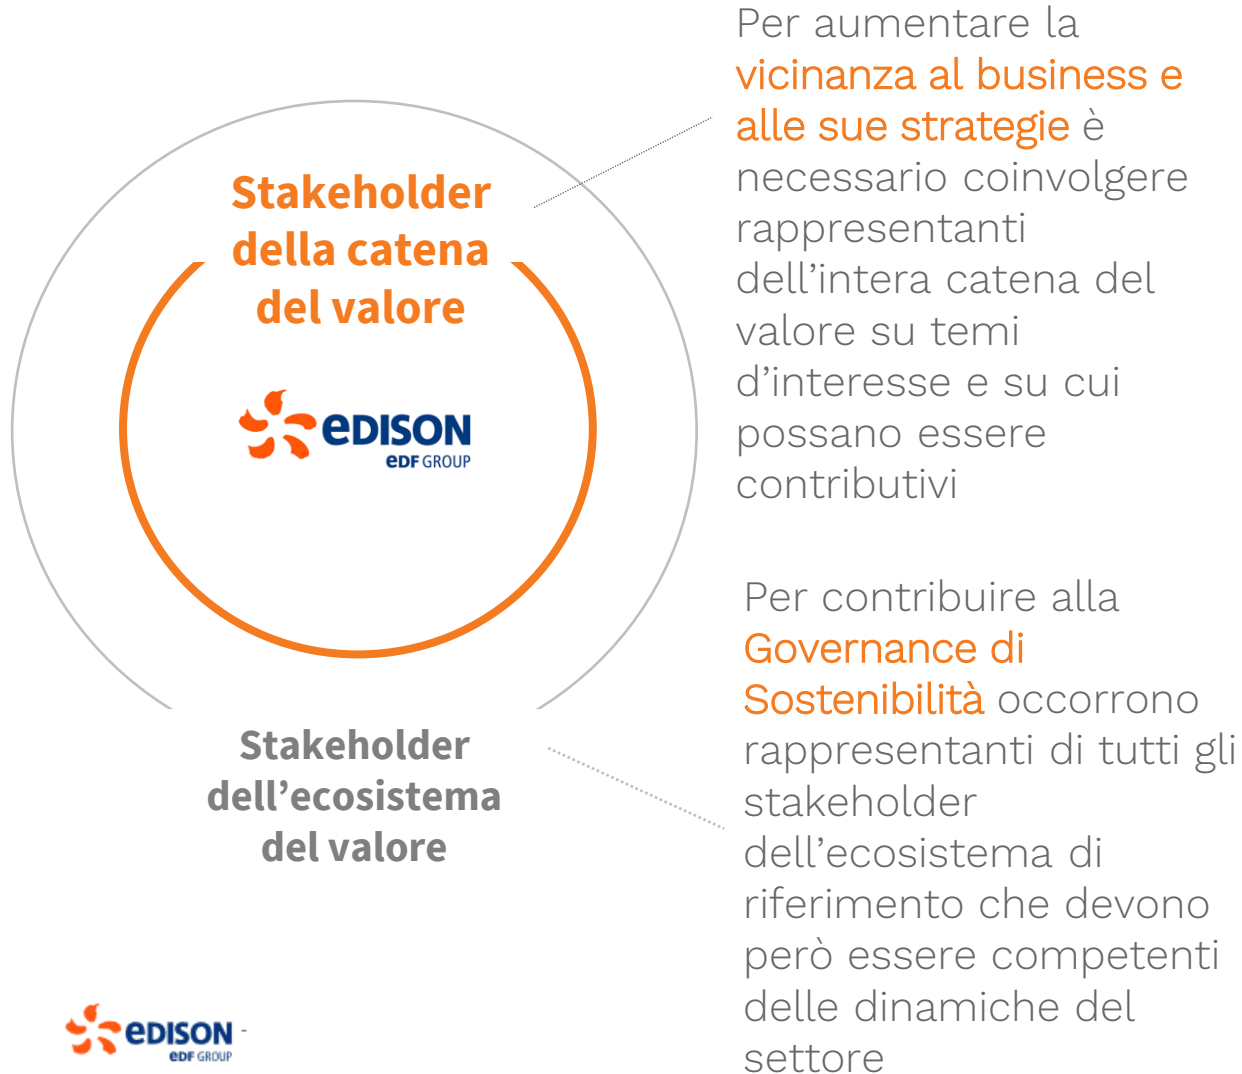 Per aumentare la
vicinanza al business e
alle sue strategie è
necessario coinvolgere
rappresentanti
dell’intera catena del
valore su temi
d’interesse e su cui
possano essere
contributivi
Stakeholder
della catena
del valore
eDISON
eDF GROUP
Per contribuire alla
Governance di
Sostenibilità occorrono
rappresentanti di tutti gli
stakeholder
dell’ecosistema di
riferimento che devono
però essere competenti
delle dinamiche del
settore
Stakeholder
dell’ecosistema
del valore
eDISON -
eDF GROUP